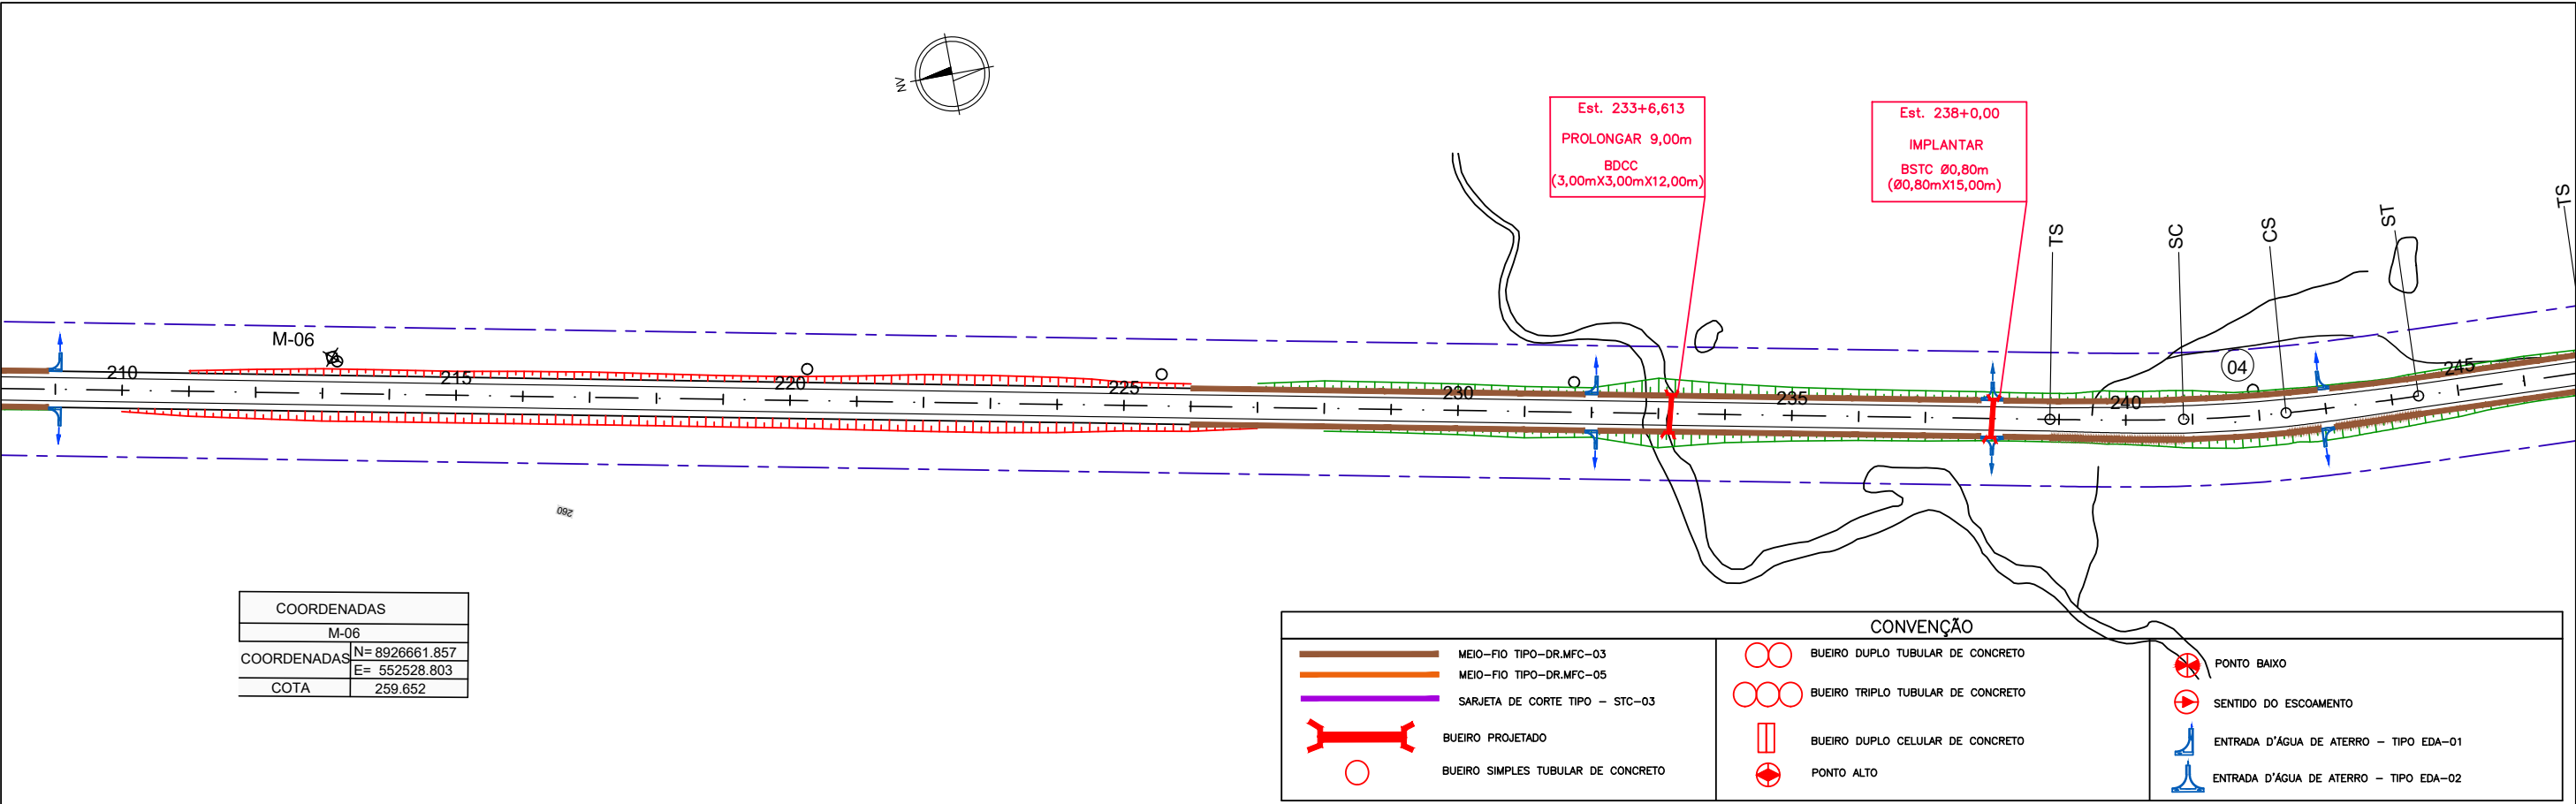 NM
Est. 233+6,613
PROLONGAR 9,00m
BDCC
(3,00mX3,00mX12,00m)
Est. 238+0,00
IMPLANTAR
BSTC Ø0,80m
(Ø0,80mX15,00m)
TS
SC
CS
ST
TS
M-06
210
215
220
225
230
235
240
04
245
260
COORDENADAS
M-06
COORDENADAS
N= 8926661.857
E= 552528.803
COTA
259.652
CONVENÇÃO
MEIO-FIO TIPO-DR.MFC-03
MEIO-FIO TIPO-DR.MFC-05
SARJETA DE CORTE TIPO - STC-03
BUEIRO PROJETADO
BUEIRO SIMPLES TUBULAR DE CONCRETO
BUEIRO DUPLO TUBULAR DE CONCRETO
BUEIRO TRIPLO TUBULAR DE CONCRETO
BUEIRO DUPLO CELULAR DE CONCRETO
PONTO ALTO
PONTO BAIXO
SENTIDO DO ESCOAMENTO
ENTRADA D'ÁGUA DE ATERRO - TIPO EDA-01
ENTRADA D'ÁGUA DE ATERRO - TIPO EDA-02